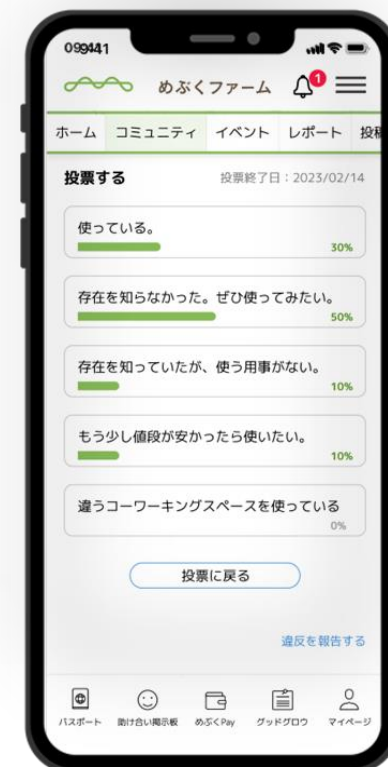 めぶくファーム
1
ホーム コミュニティ イベント レポート
投票する 投票終了日：2023/02/14
使っている。
30%
存在を知らなかった。ぜひ使ってみたい。
50%
存在を知っていたが、使う用事がない。
10%
もう少し値段が安かったら使いたい。
10%
違うコーワーキングスペースを使っている
0%
投票に戻る
違反を報告する
パスポート 助け合い掲示板 めぶくPay グッドグロウ マイページ